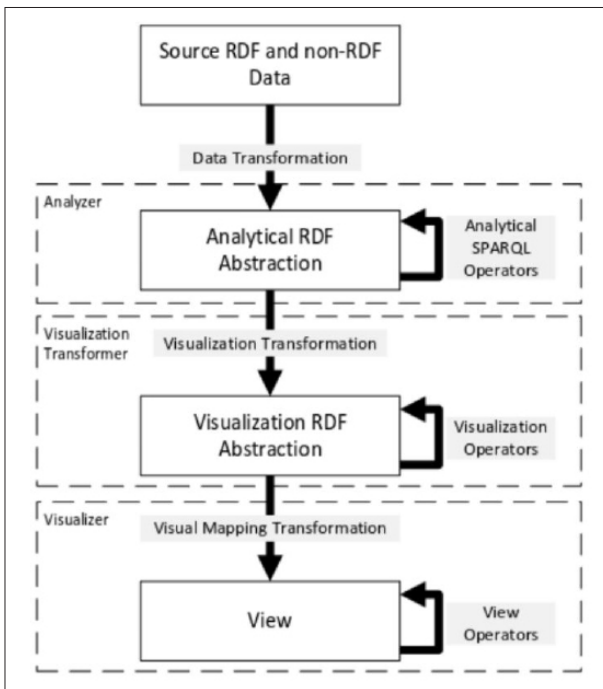 Source RDF and non-RDF
Data
Data Transformation
Analyzer
Analytical RDF
Abstraction
Analytical
SPARQL
Operators
Visualization
Transformer
Visualization Transformation
Visualization RDF
Abstraction
Visualization
Operators
Visualizer
Visual Mapping Transformation
View
View
Operators